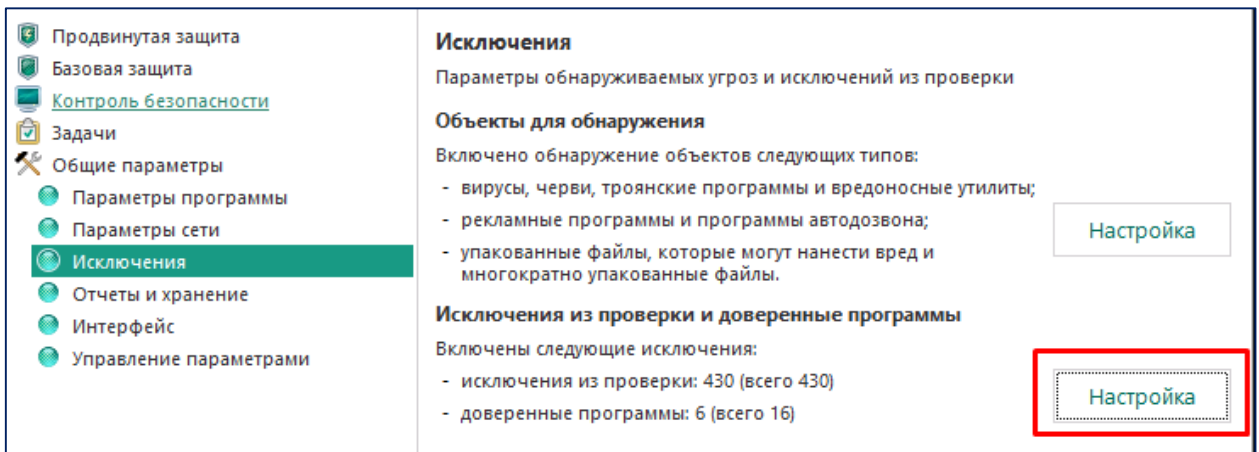 Продвинутая защита
Базовая защита
Контроль безопасности
Задачи
Общие параметры
Параметры программы
Параметры сети
Исключения
Отчеты и хранение
Интерфейс
Управление параметрами
Исключения
Параметры обнаруживаемых угроз и исключений из проверки
Объекты для обнаружения
Включено обнаружение объектов следующих типов:
- вирусы, черви, троянские программы и вредоносные утилиты;
- рекламные программы и программы автодозвона;
- упакованные файлы, которые могут нанести вред и
многократно упакованные файлы.
Настройка
Исключения из проверки и доверенные программы
Включены следующие исключения:
- исключения из проверки: 430 (всего 430)
- доверенные программы: 6 (всего 16)
Настройка